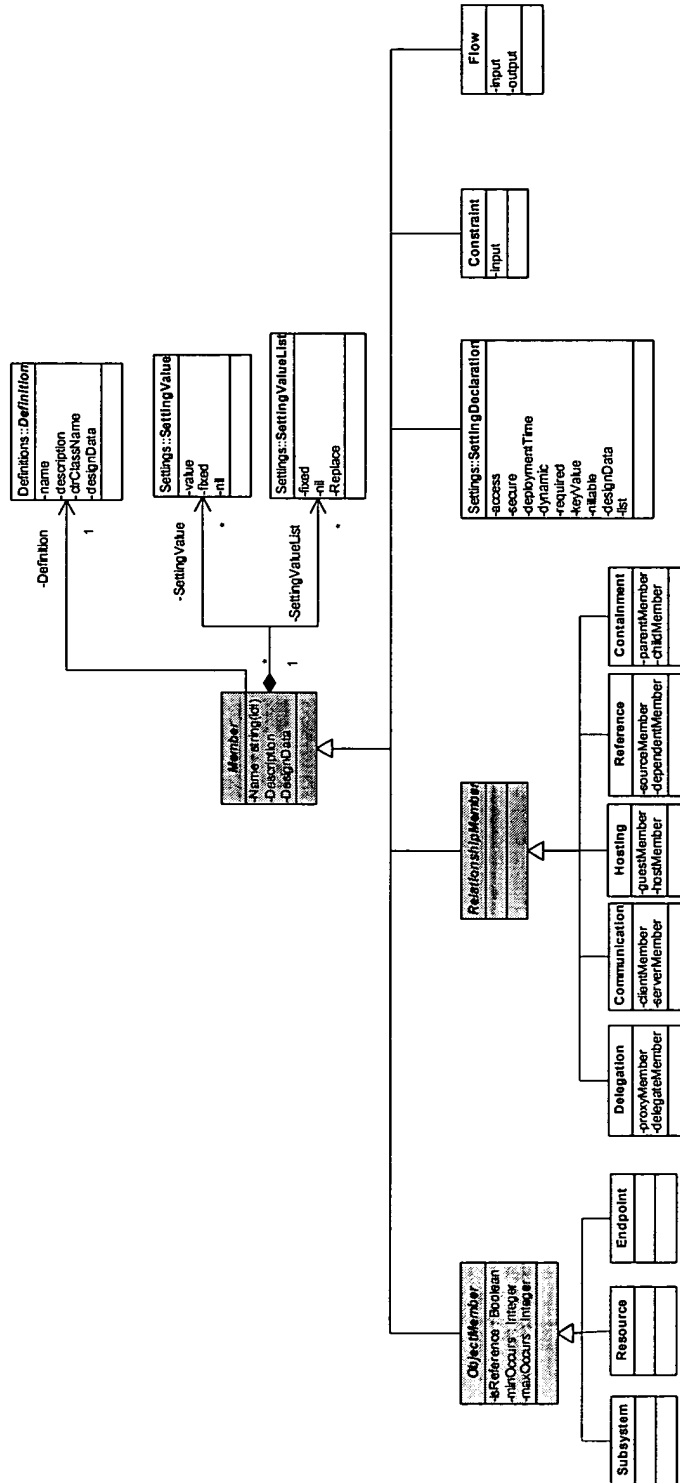 Definitions::Definition
-name
-description
-clrClassName
-designData
-Definition
1
Settings::SettingValue
-value
-fixed
-nil
-SettingValue
*
Settings::SettingValueList
-fixed
-nil
-Replace
-SettingValueList
*
*
1
Member
-Name : string(idl)
-Description
-DesignData
ObjectMember
-isReference : Boolean
-minOccurs : Integer
-maxOccurs : Integer
RelationshipMember
Settings::SettingDeclaration
-access
-secure
-deploymentTime
-dynamic
-required
-keyValue
-nillable
-designData
-list
Constraint
-input
Flow
-input
-output
Subsystem
Resource
Endpoint
Delegation
-proxyMember
-delegateMember
Communication
-clientMember
-serverMember
Hosting
-guestMember
-hostMember
Reference
-sourceMember
-dependentMember
Containment
-parentMember
-childMember